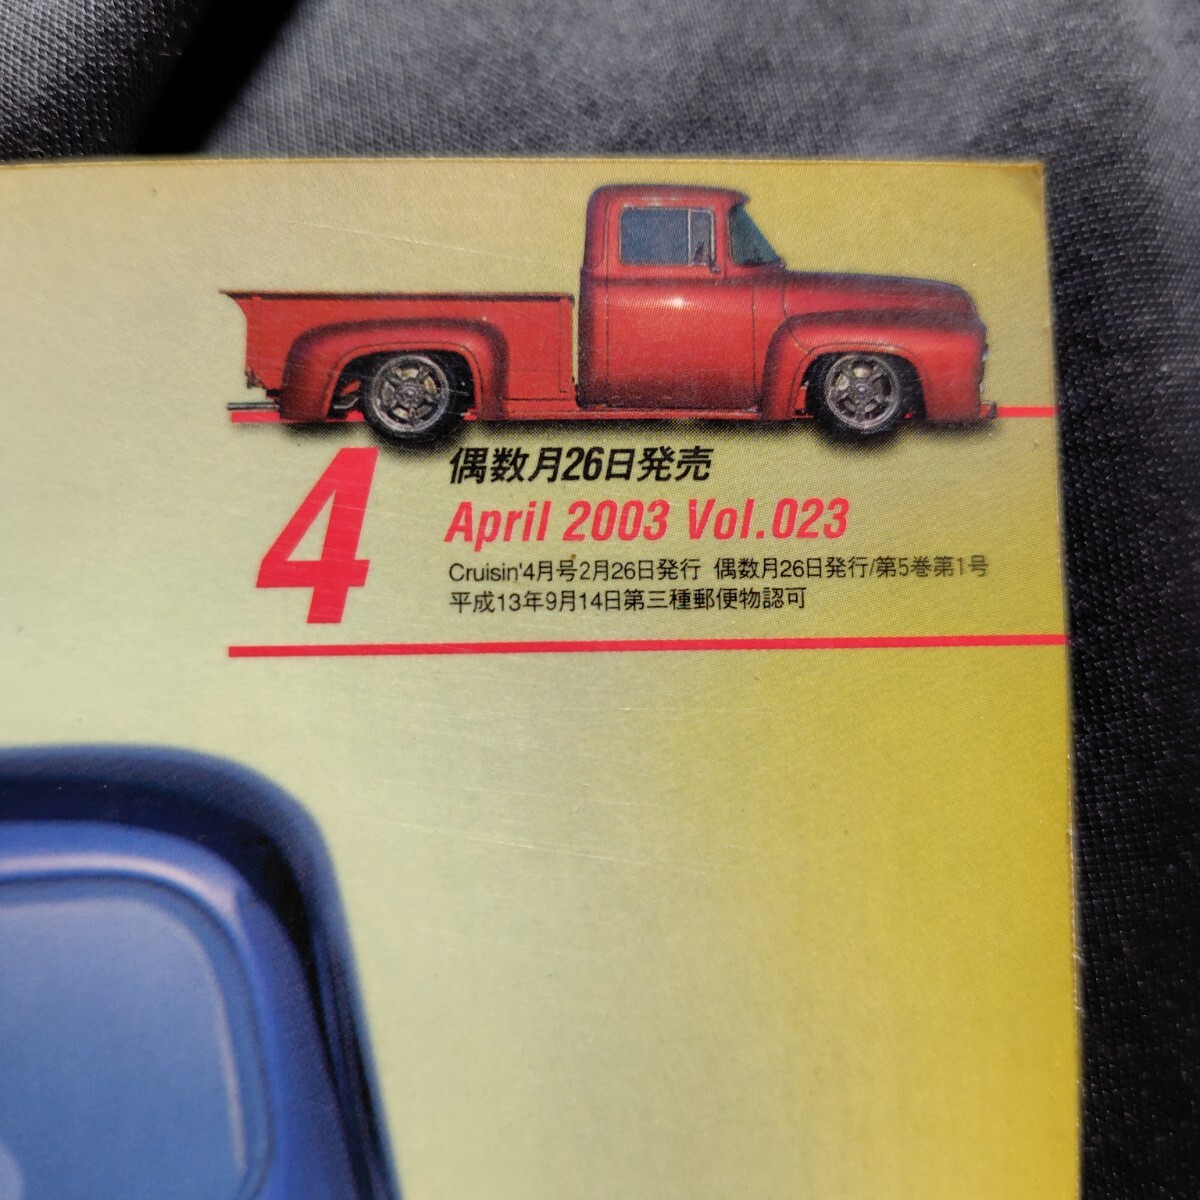 4
偶数月26日発売
April 2003 Vol.023
Cruisin'4月号2月26日発行 偶数月26日発行/第5巻第1号
平成13年9月14日第三種郵便物認可